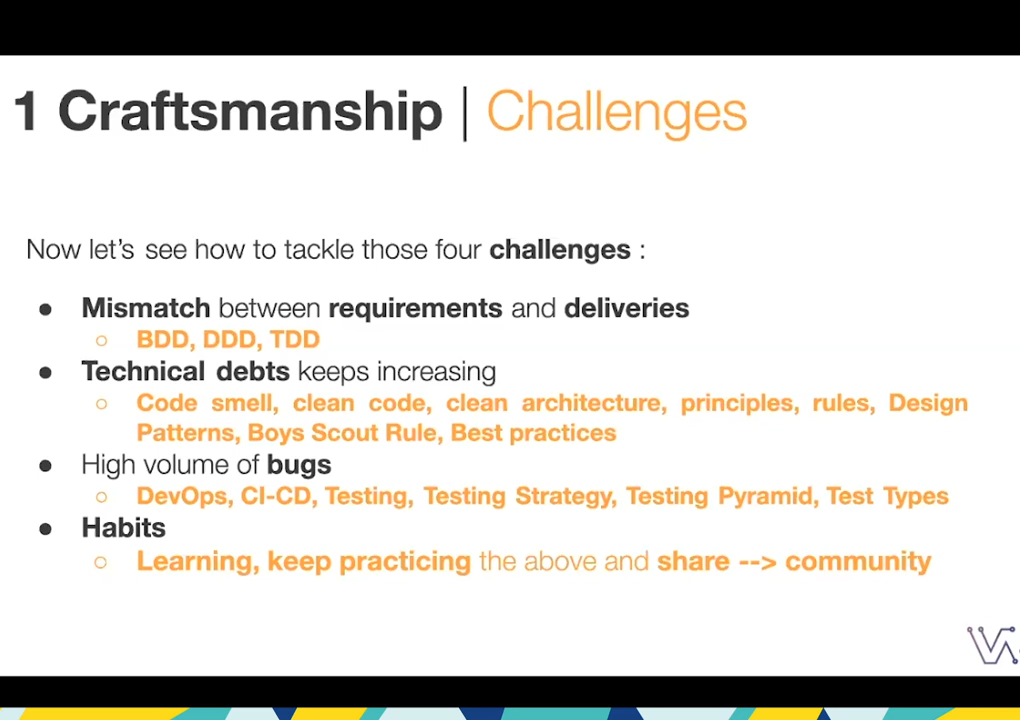 1 Craftsmanship | Challenges
Now let's see how to tackle those four challenges :
● Mismatch between requirements and deliveries
○ BDD, DDD, TDD
● Technical debts keeps increasing
○ Code smell, clean code, clean architecture, principles, rules, Design
Patterns, Boys Scout Rule, Best practices
● High volume of bugs
○ DevOps, CI-CD, Testing, Testing Strategy, Testing Pyramid, Test Types
● Habits
○ Learning, keep practicing the above and share --> community